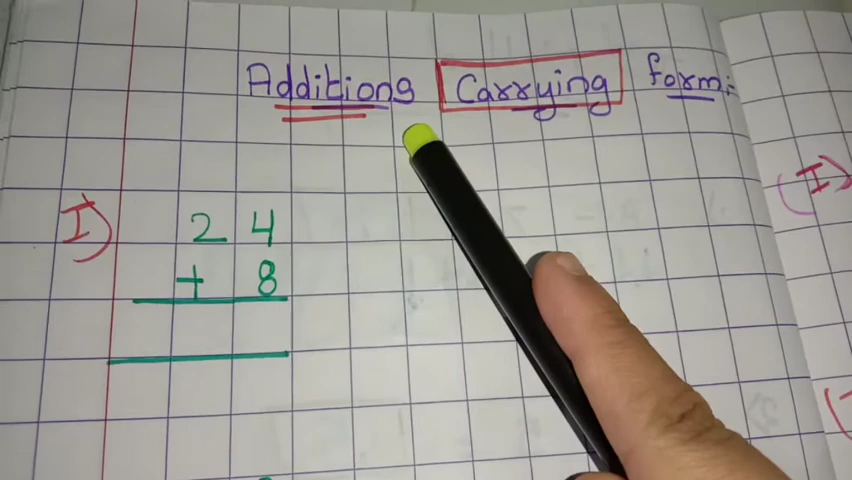 Additions Carrying form:-
I) 24
+ 8
(I)